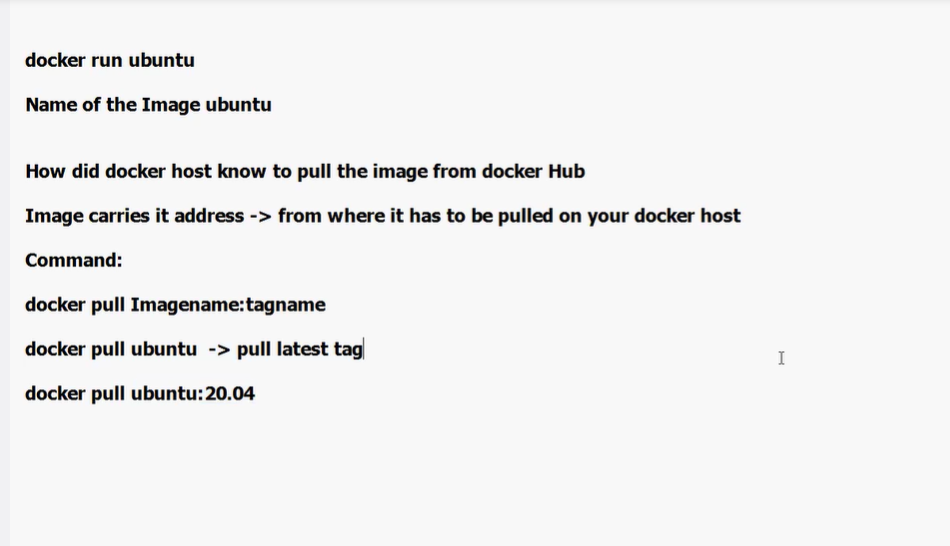 docker run ubuntu
Name of the Image ubuntu
How did docker host know to pull the image from docker Hub
Image carries it address -> from where it has to be pulled on your docker host
Command:
docker pull Imagename:tagname
docker pull ubuntu  -> pull latest tag
docker pull ubuntu:20.04